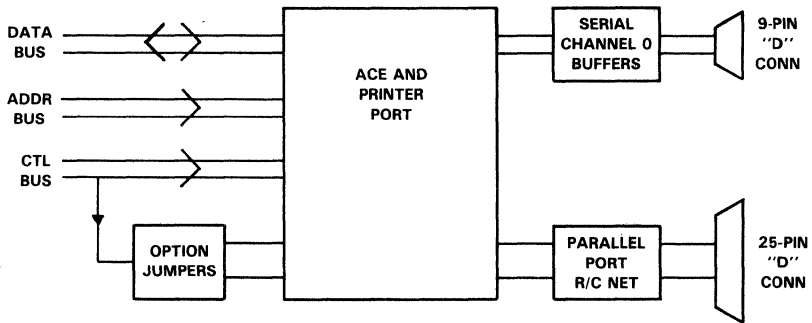 DATA
BUS
ADDR
BUS
CTL
BUS
OPTION
JUMPERS
ACE AND
PRINTER
PORT
SERIAL
CHANNEL 0
BUFFERS
9-PIN
"D"
CONN
PARALLEL
PORT
R/C NET
25-PIN
"D"
CONN